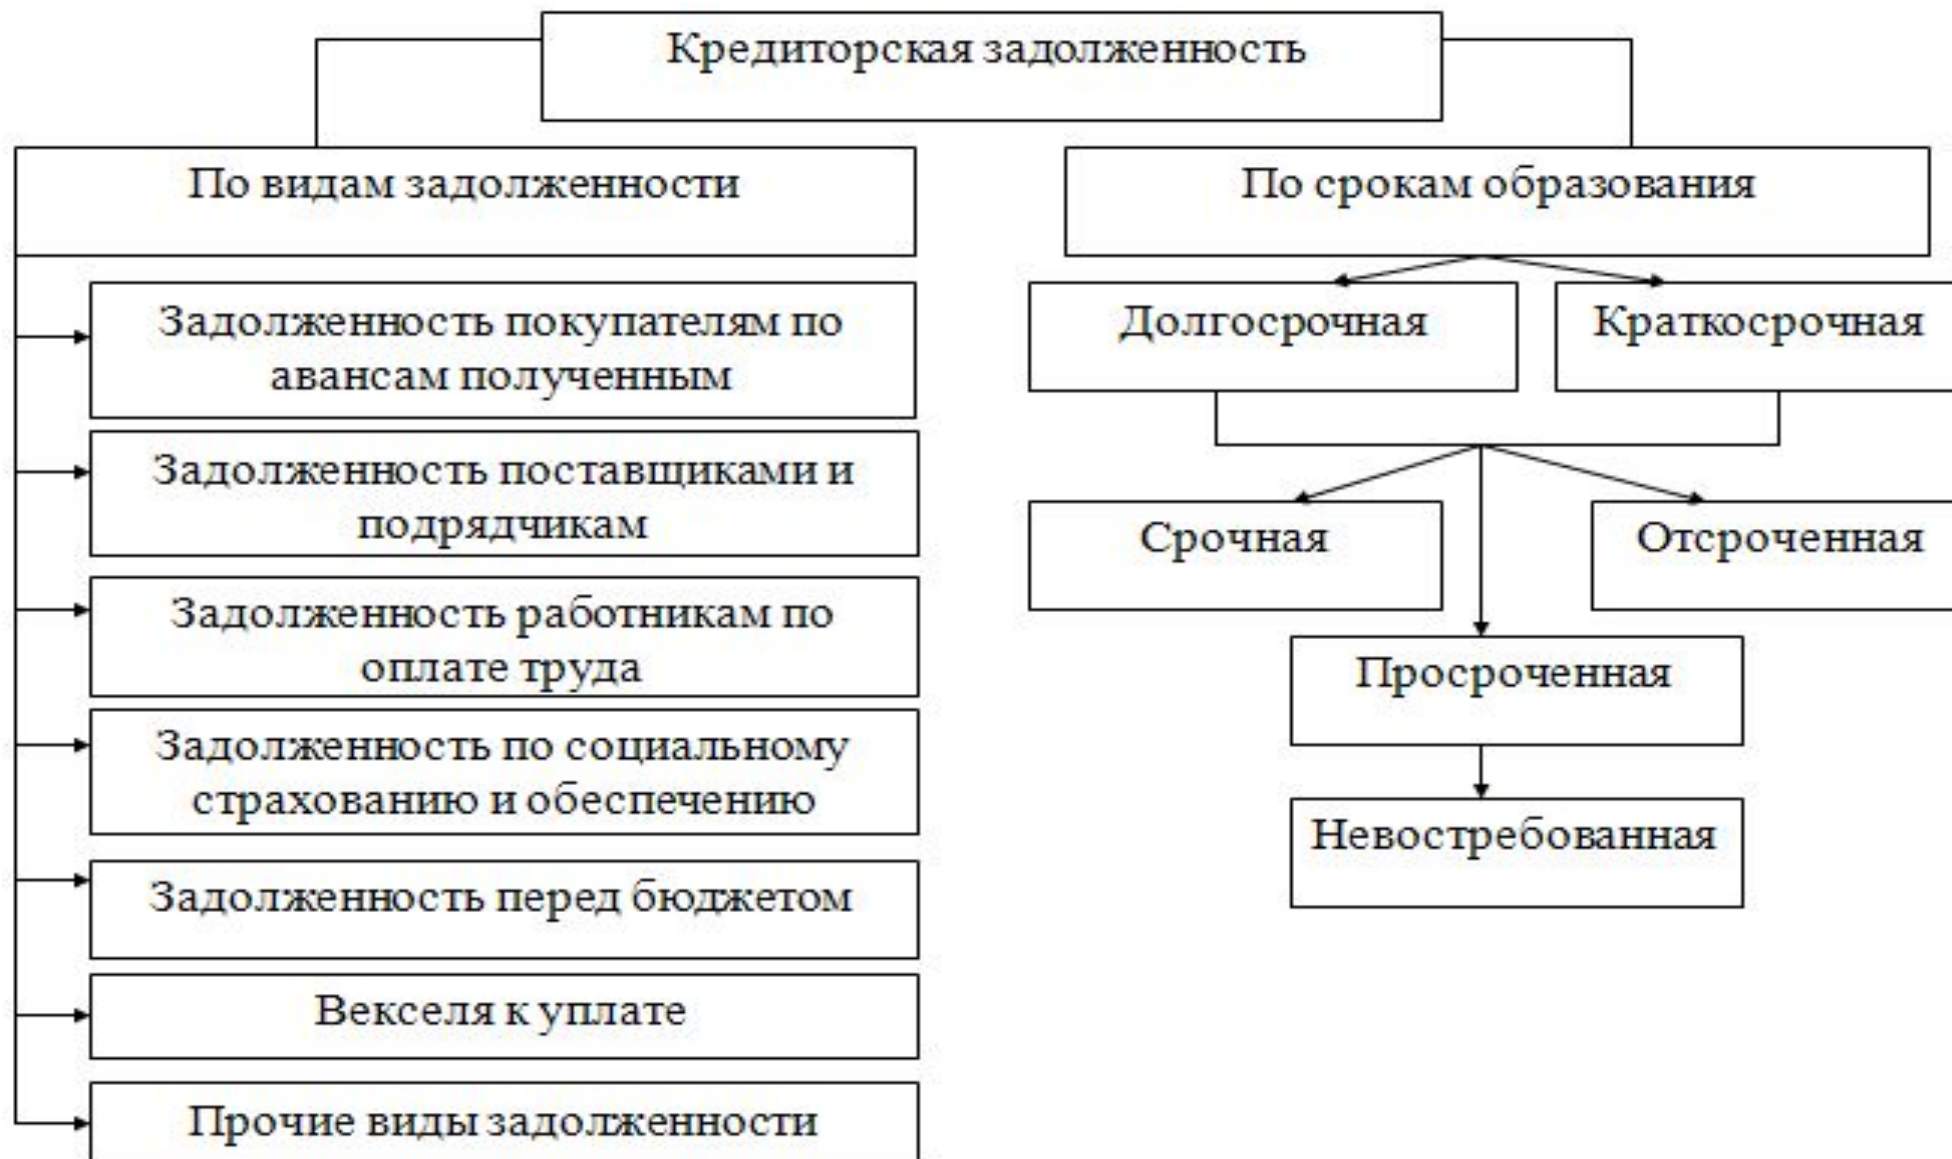 Кредиторская задолженность
По видам задолженности
Задолженность покупателям по
авансам полученным
Задолженность поставщиками и
подрядчикам
Задолженность работникам по
оплате труда
Задолженность по социальному
страхованию и обеспечению
Задолженность перед бюджетом
Векселя к уплате
Прочие виды задолженности
По срокам образования
Долгосрочная
Краткосрочная
Срочная
Отсроченная
Просроченная
Невостребованная